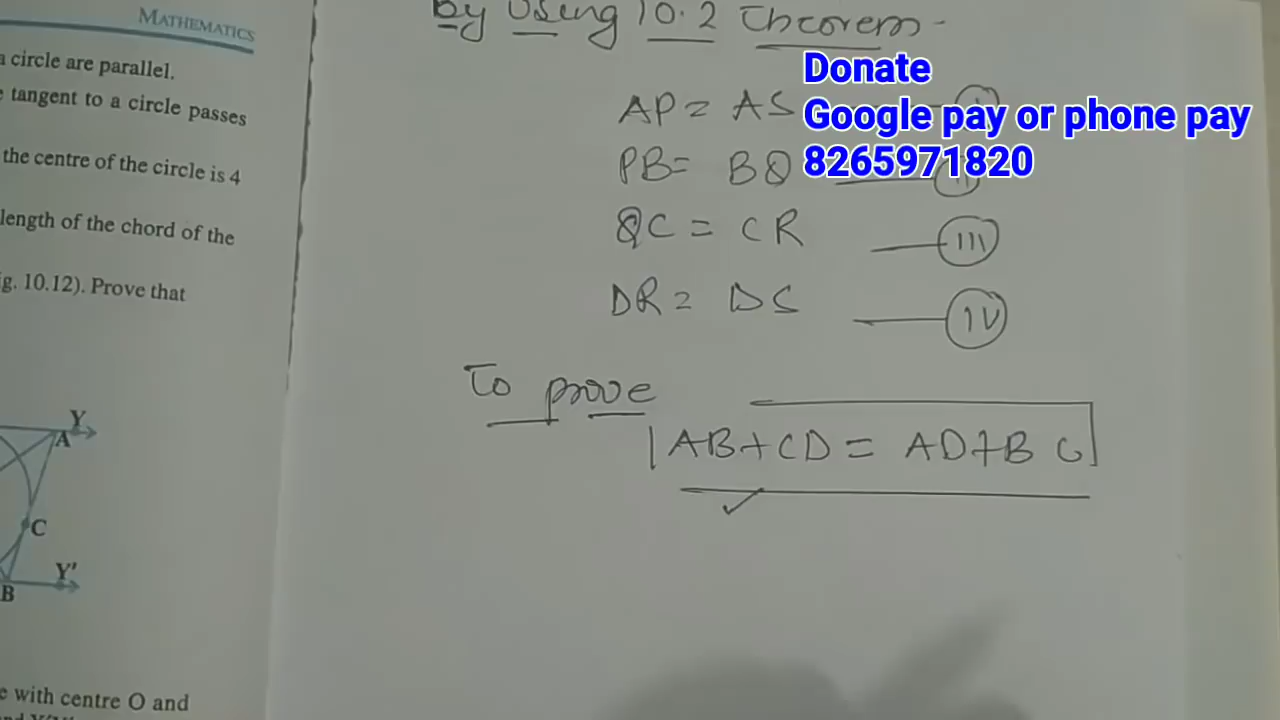 MATHEMATICS
a circle are parallel.
tangent to a circle passes
the centre of the circle is 4
length of the chord of the
g. 10.12). Prove that
Y
A
C
Y'
B
with centre O and
By Using 10.2 Theorem-
Donate
Google pay or phone pay
8265971820
AP = AS
PB = BQ
QC = CR III
DR = DS IV
To prove
AB+CD = AD+BC